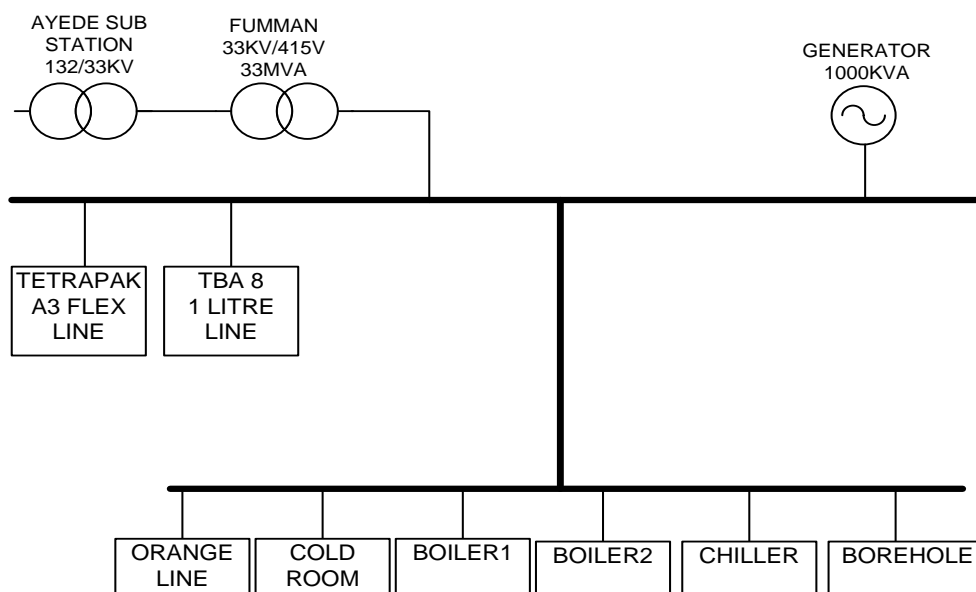 AYEDE SUB
STATION
132/33KV
FUMMAN
33KV/415V
33MVA
GENERATOR
1000KVA
TETRAPAK
A3 FLEX
LINE
TBA 8
1 LITRE
LINE
ORANGE
LINE
COLD
ROOM
BOILER1
BOILER2
CHILLER
BOREHOLE